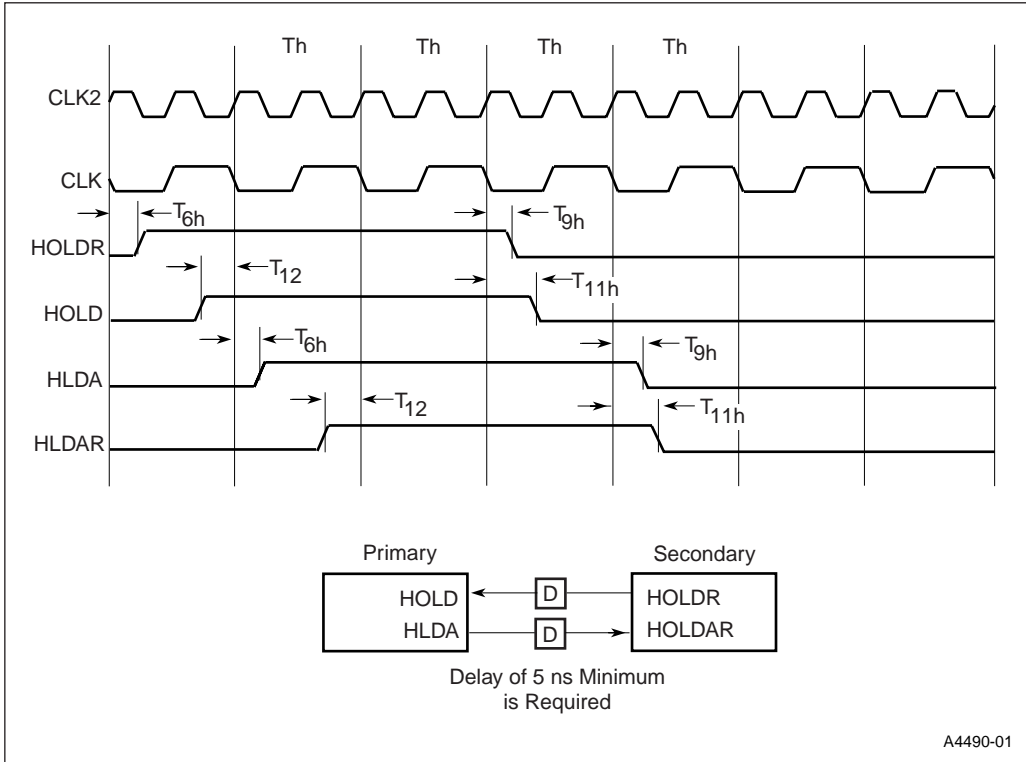 Th Th Th Th
CLK2
CLK
T6h T9h
HOLDR
T12 T11h
HOLD
T6h T9h
HLDA
T12 T11h
HLDAR
Primary Secondary
HOLD D HOLDR
HLDA D HOLDAR
Delay of 5 ns Minimum
is Required
A4490-01